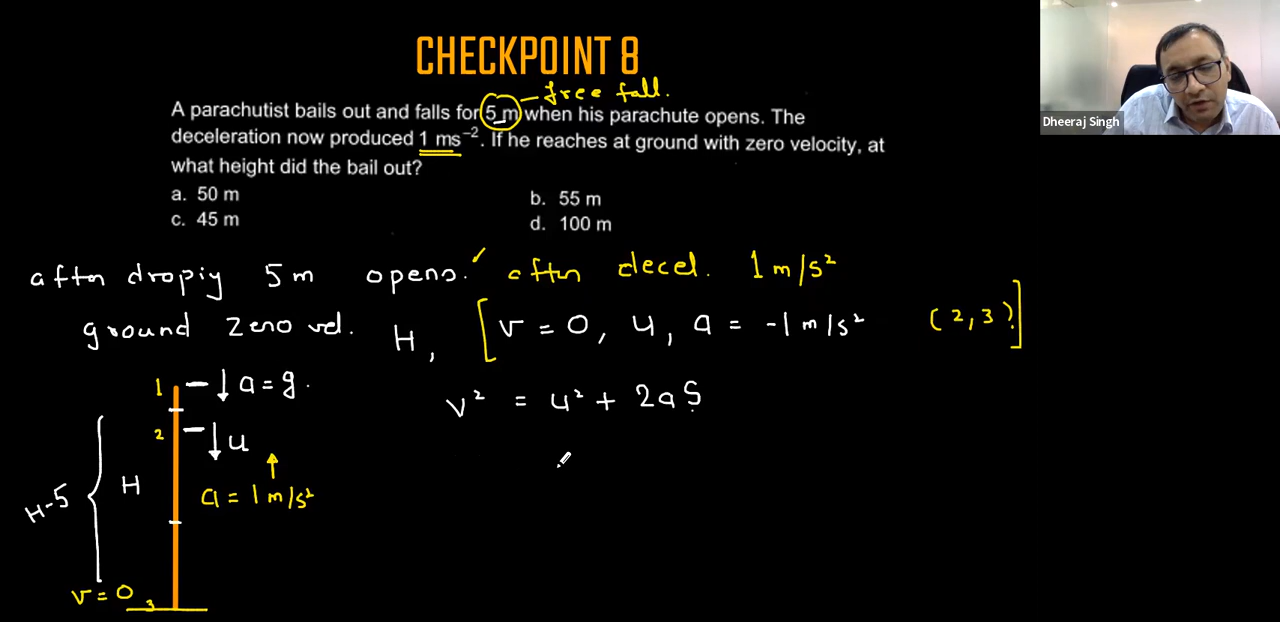 CHECKPOINT 8
free fall.
A parachutist bails out and falls for 5 m when his parachute opens. The
deceleration now produced 1 ms⁻². If he reaches at ground with zero velocity, at
what height did the bail out?
a. 50 m b. 55 m
c. 45 m d. 100 m
Dheeraj Singh
aftn dropiy 5m opens. aftn decel. 1 m/s²
ground zero vel. H, [v = 0, u, a = -1 m/s² (2,3)]
1 ↓ a = g.
v² = u² + 2aS
2 ↓ u
H-5 H
a = 1 m/s²
v = 0 3